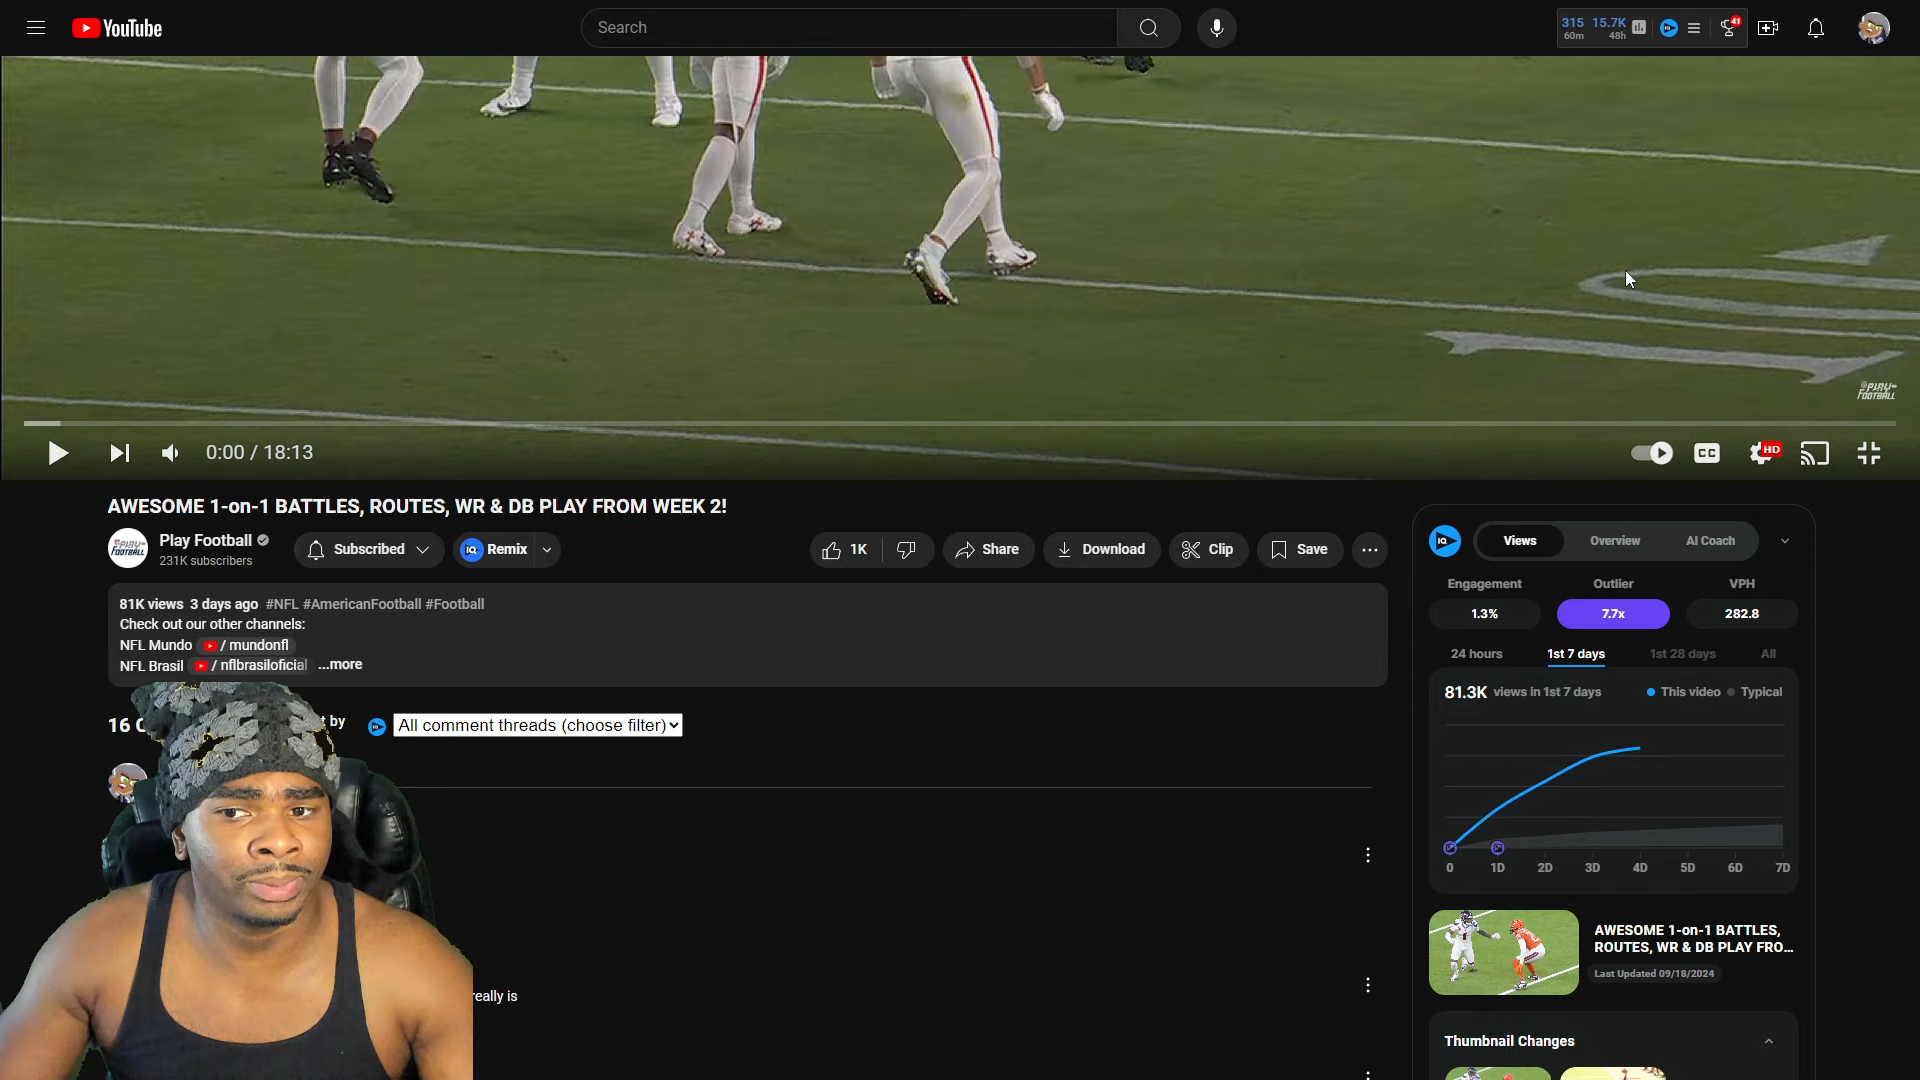 YouTube
Search
315 15.7K
60m 48h
41
PLAY FOOTBALL
0:00 / 18:13
CC
HD
AWESOME 1-on-1 BATTLES, ROUTES, WR & DB PLAY FROM WEEK 2!
Play Football
231K subscribers
Subscribed
IQ Remix
1K
Share
Download
Clip
Save
81K views 3 days ago #NFL #AmericanFootball #Football
Check out our other channels:
NFL Mundo / mundonfl
NFL Brasil / nflbrasiloficial ...more
16
t by
All comment threads (choose filter)
really is
IQ
Views
Overview
AI Coach
Engagement
Outlier
VPH
1.3%
7.7x
282.8
24 hours
1st 7 days
1st 28 days
All
81.3K views in 1st 7 days
This video
Typical
0 1D 2D 3D 4D 5D 6D 7D
AWESOME 1-on-1 BATTLES,
ROUTES, WR & DB PLAY FRO...
Last Updated 09/18/2024
Thumbnail Changes